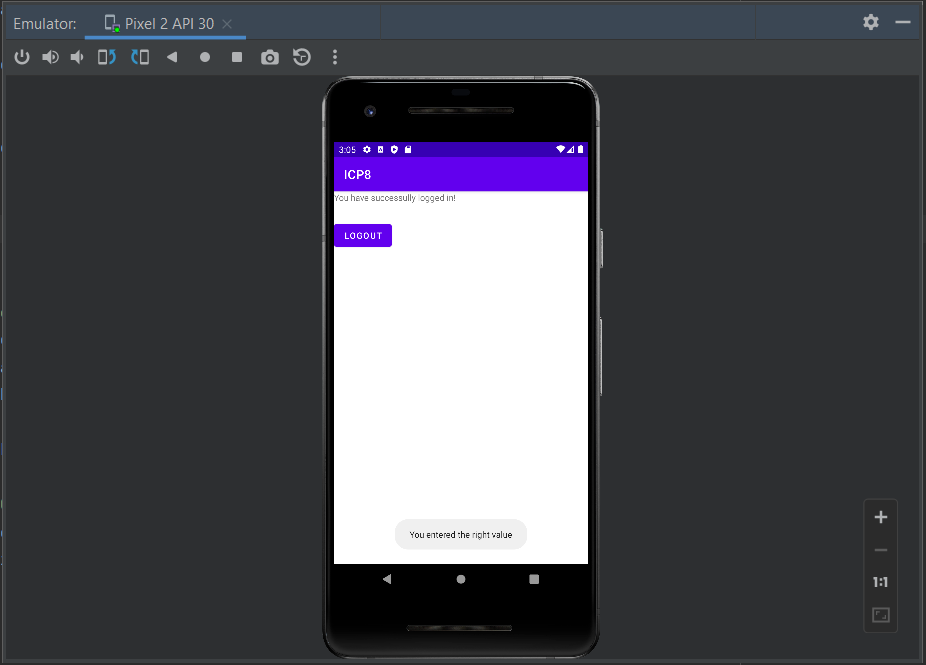 Emulator:
Pixel 2 API 30
3:05
ICP8
You have successully logged in!
LOGOUT
You entered the right value
1:1